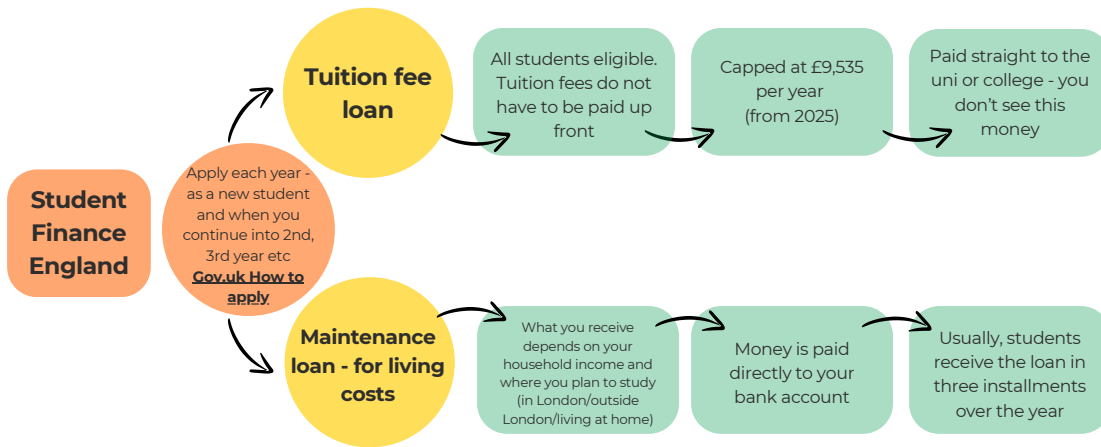 Student
Finance
England
Apply each year -
as a new student
and when you
continue into 2nd,
3rd year etc
Gov.uk How to
apply
Tuition fee
loan
All students eligible.
Tuition fees do not
have to be paid up
front
Capped at £9,535
per year
(from 2025)
Paid straight to the
uni or college - you
don't see this
money
Maintenance
loan - for living
costs
What you receive
depends on your
household income and
where you plan to study
(in London/outside
London/living at home)
Money is paid
directly to your
bank account
Usually, students
receive the loan in
three installments
over the year